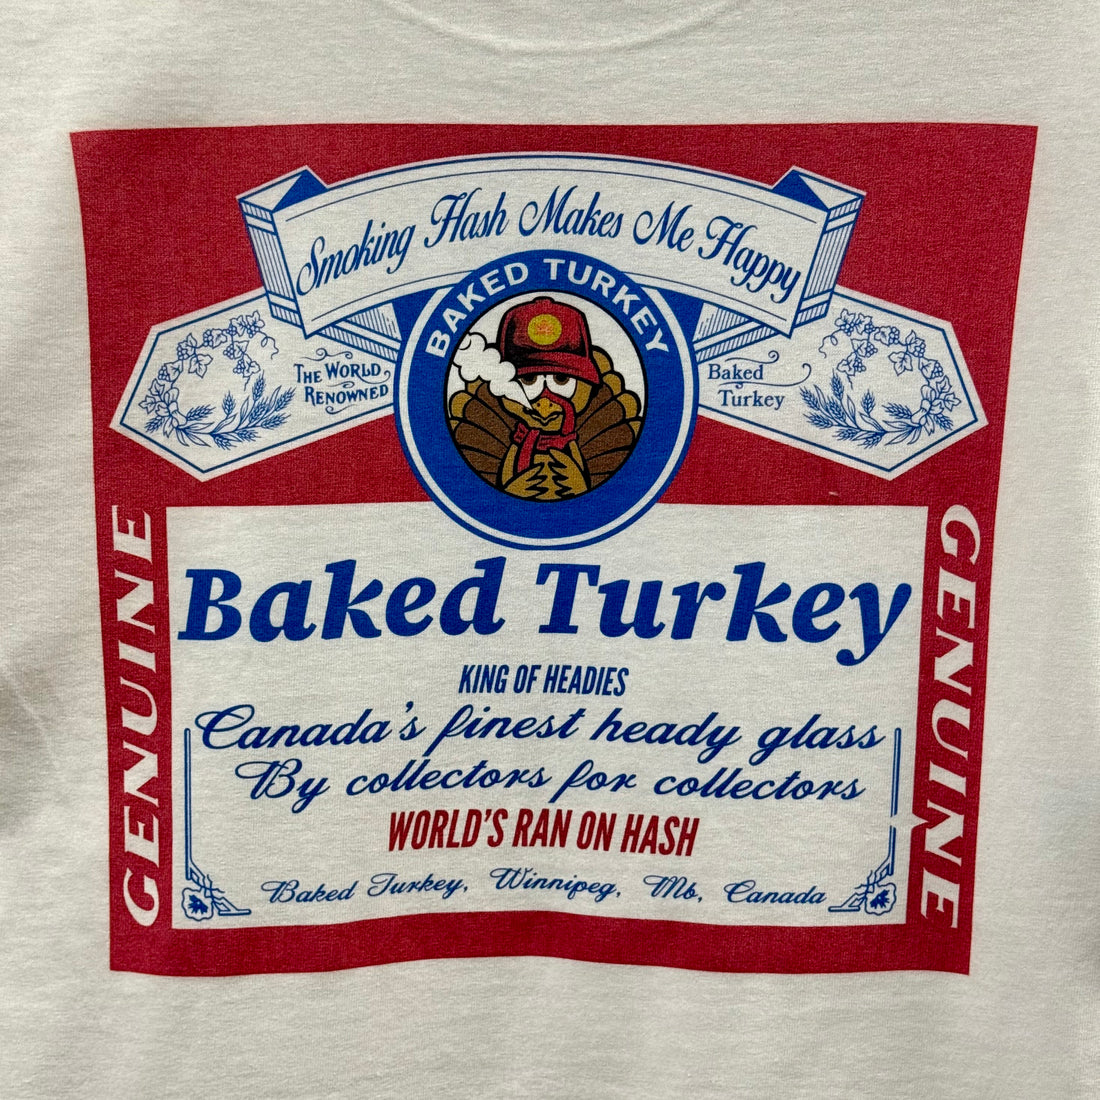 Smoking Hash Makes Me Happy
BAKED TURKEY
THE WORLD RENOWNED
Baked Turkey
GENUINE
GENUINE
Baked Turkey
KING OF HEADIES
Canada's finest heady glass
By collectors for collectors
WORLD'S RAN ON HASH
Baked Turkey, Winnipeg, Mb, Canada